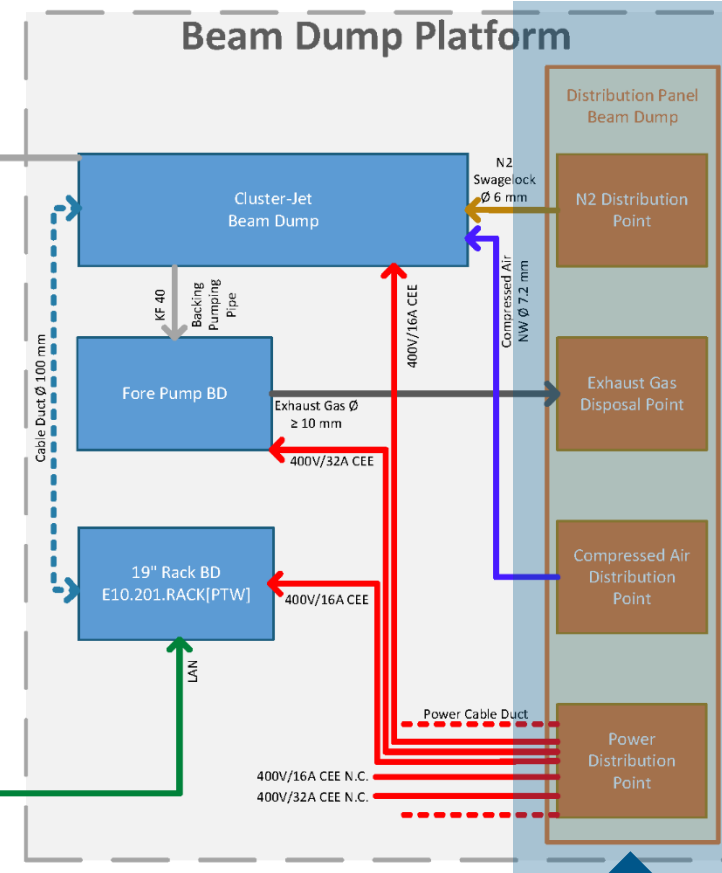 Beam Dump Platform
Distribution Panel
Beam Dump
N2
Swagelock
Ø 6 mm
Cluster-Jet
Beam Dump
N2 Distribution
Point
Compressed Air
NW Ø 7.2 mm
KF 40
Backing
Pumping
Pipe
400V/16A CEE
Cable Duct Ø 100 mm
Fore Pump BD
Exhaust Gas Ø
≥ 10 mm
Exhaust Gas
Disposal Point
400V/32A CEE
19" Rack BD
E10.201.RACK[PTW]
400V/16A CEE
Compressed Air
Distribution
Point
LAN
Power Cable Duct
Power
Distribution
Point
400V/16A CEE N.C.
400V/32A CEE N.C.